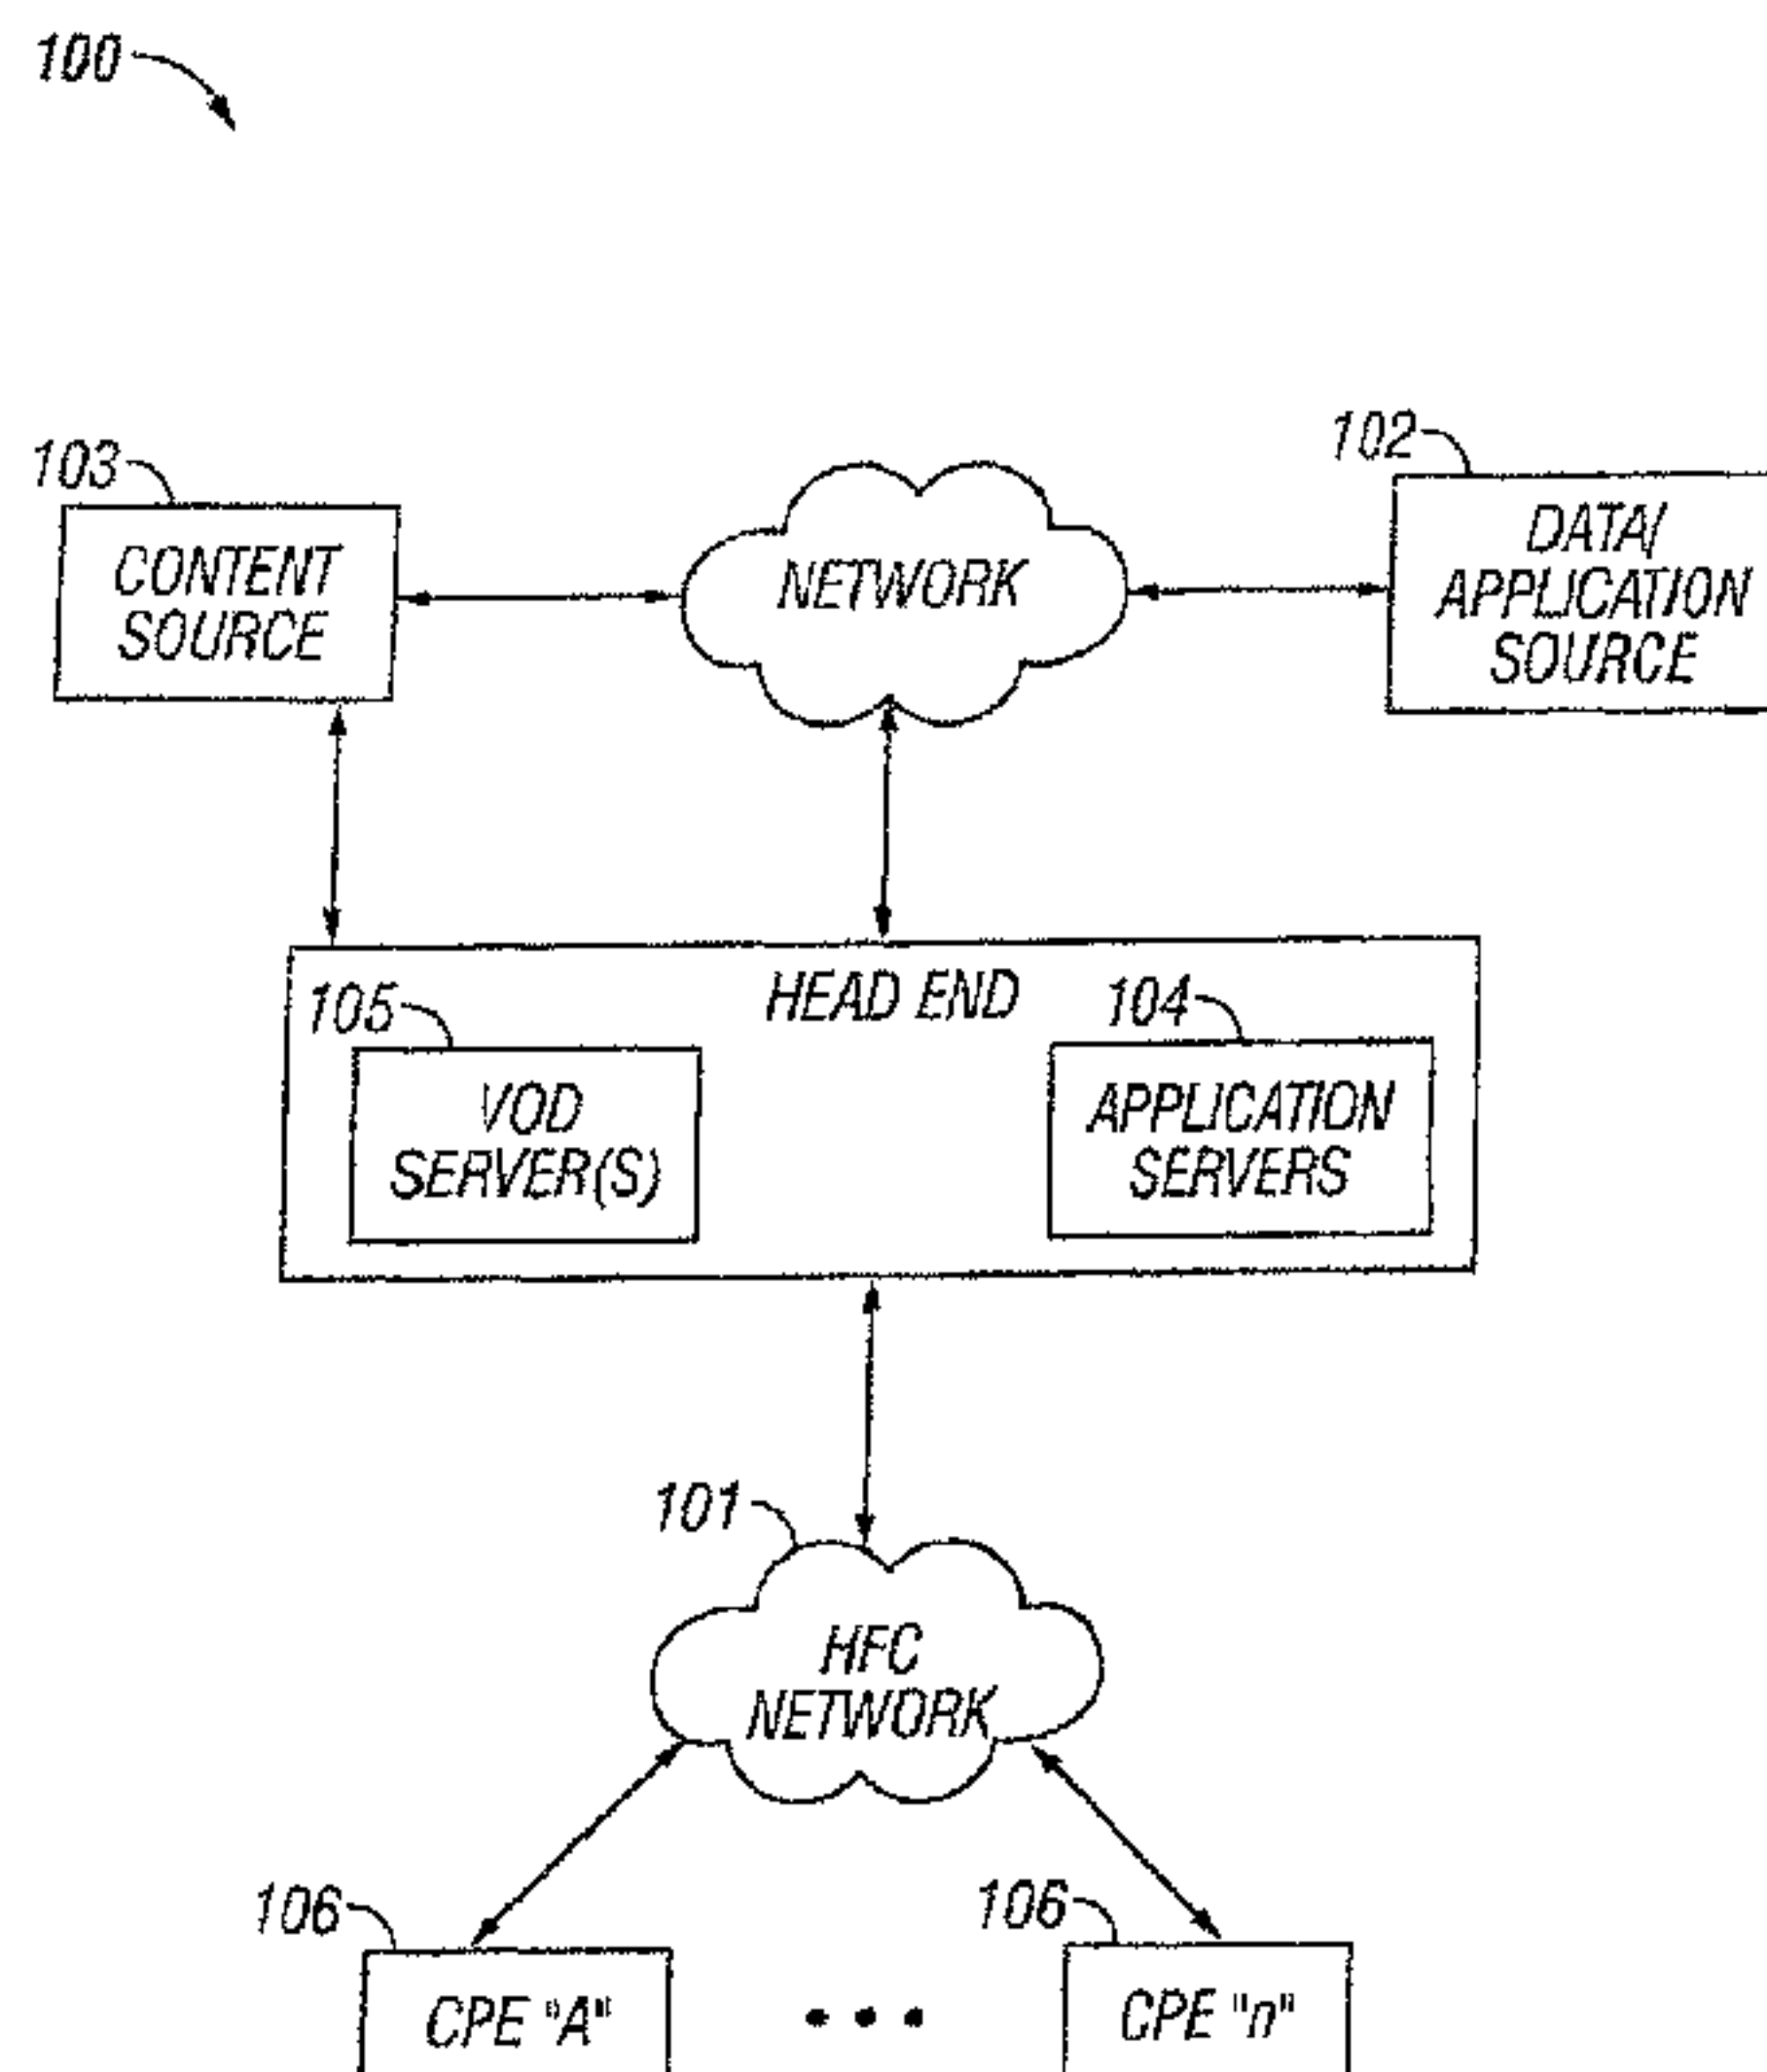 100
103
102
CONTENT
SOURCE
NETWORK
DATA/
APPLICATION
SOURCE
HEAD END
105
104
VOD
SERVER(S)
APPLICATION
SERVERS
101
HFC
NETWORK
106
106
CPE "A"
CPE "n"